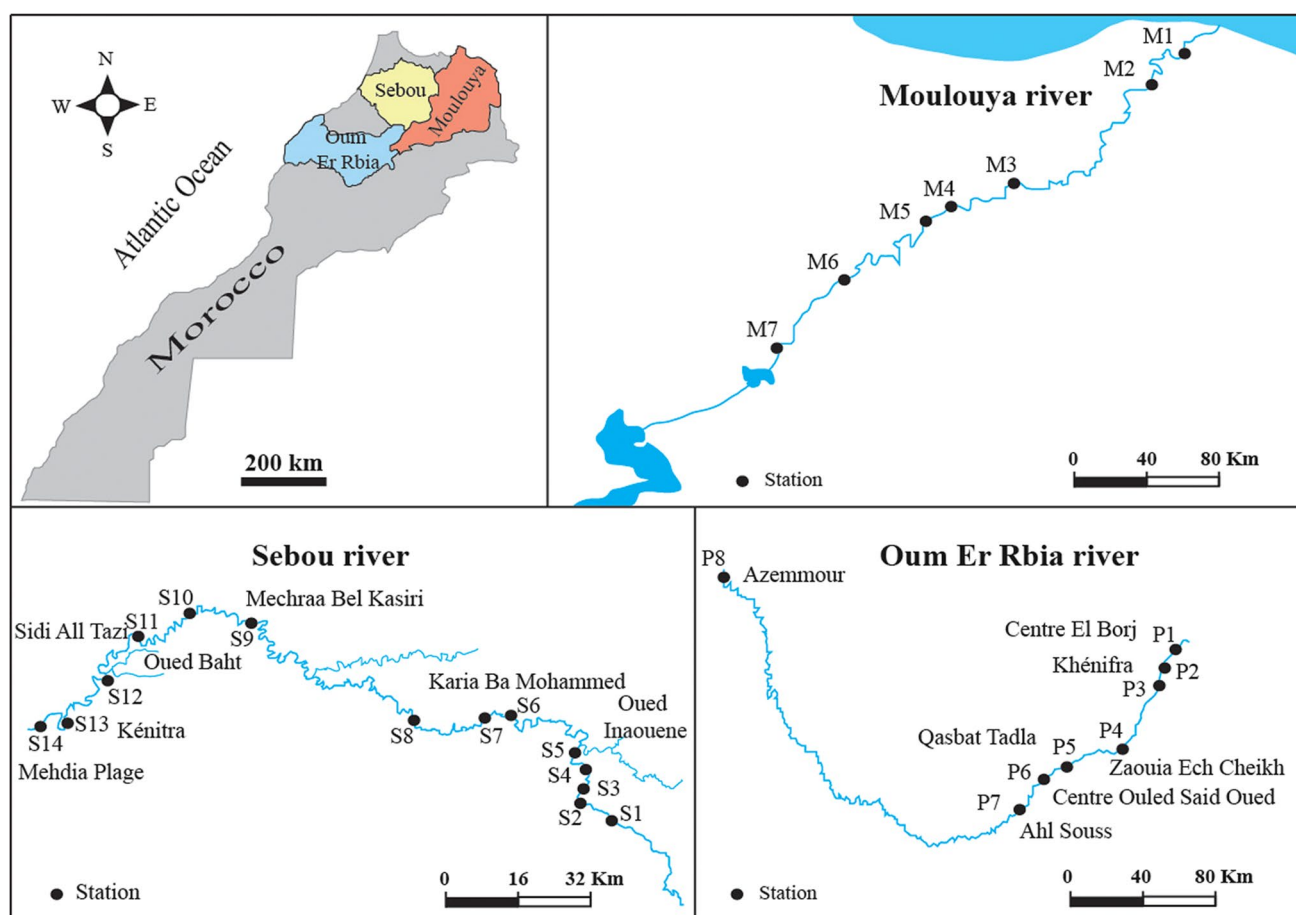 N
W
E
S
Sebou
Moulouya
Oum
Er Rbia
Atlantic Ocean
Morocco
200 km
Moulouya river
M1
M2
M3
M4
M5
M6
M7
Station
0 40 80 Km
Sebou river
S10
Mechraa Bel Kasiri
Sidi All Tazi
S11
S9
Oued Baht
S12
Karia Ba Mohammed
S6
Oued
Inaouene
S13
Kénitra
S14
S8
S7
S5
Mehdia Plage
S4
S3
S2
S1
Station
0 16 32 Km
Oum Er Rbia river
P8
Azemmour
Centre El Borj
P1
Khénifra
P2
P3
Qasbat Tadla
P4
P5
Zaouia Ech Cheikh
P6
Centre Ouled Said Oued
P7
Ahl Souss
Station
0 40 80 Km